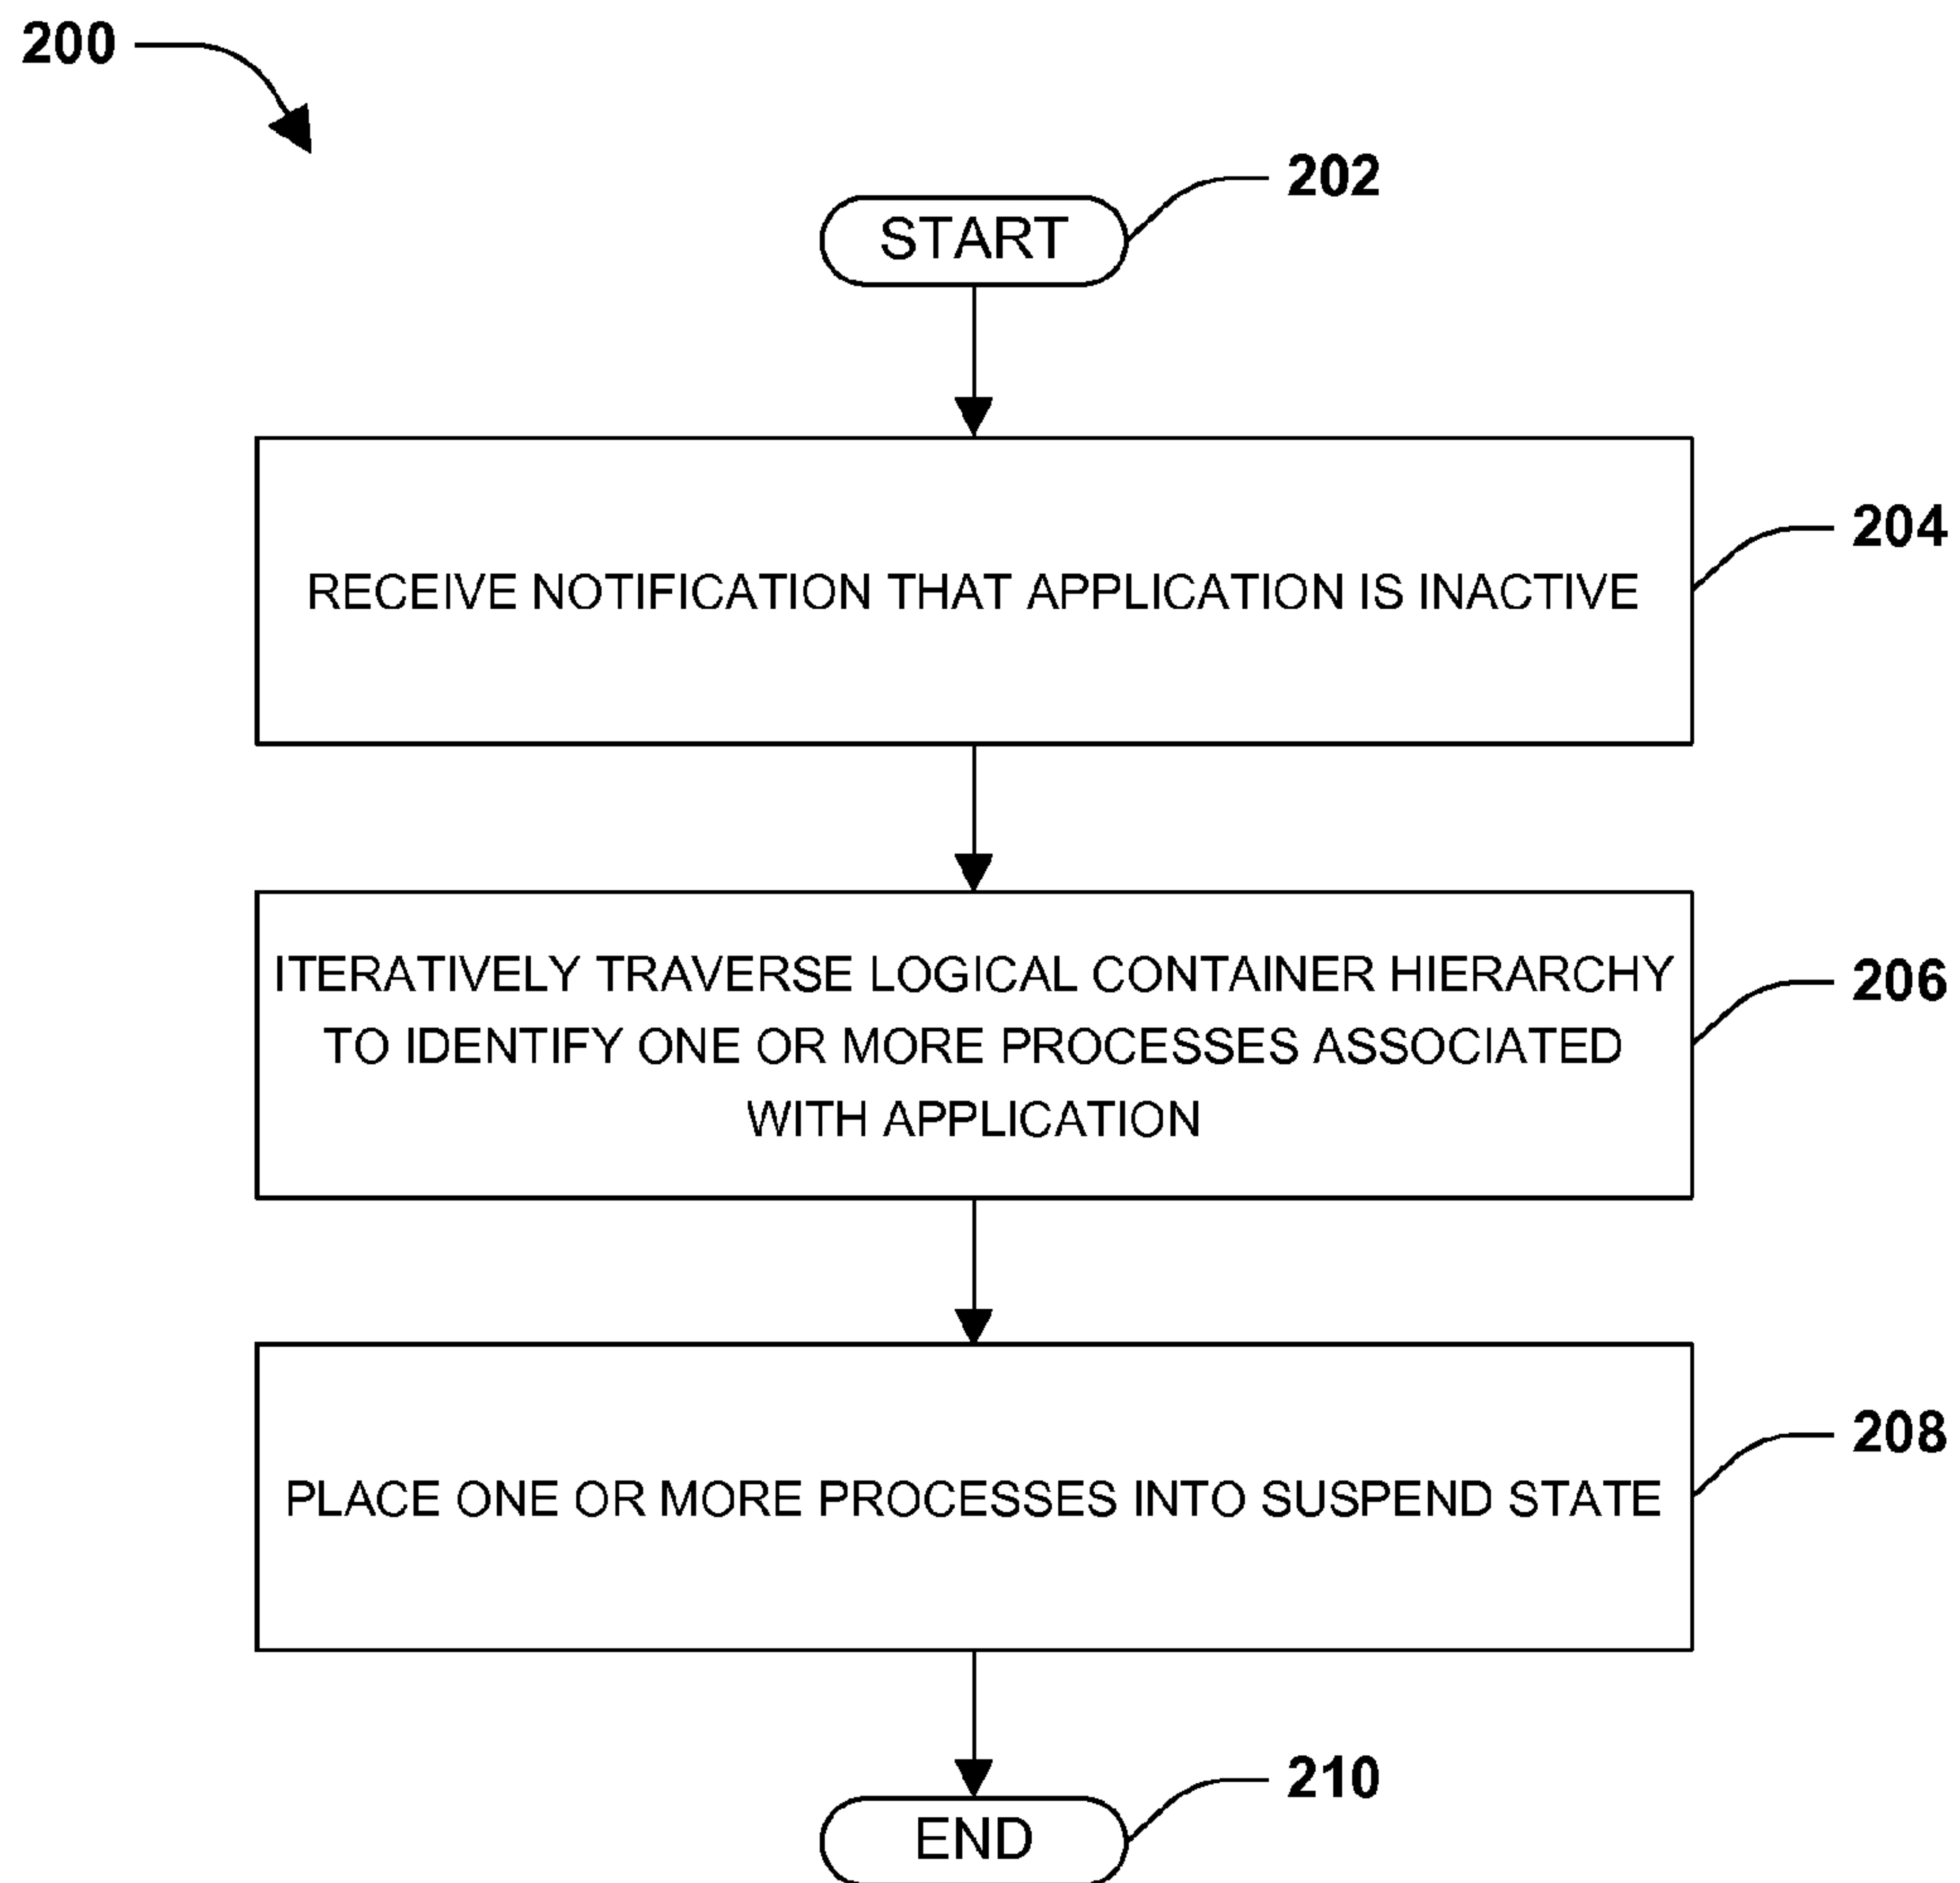 200
202
START
204
RECEIVE NOTIFICATION THAT APPLICATION IS INACTIVE
206
ITERATIVELY TRAVERSE LOGICAL CONTAINER HIERARCHY
TO IDENTIFY ONE OR MORE PROCESSES ASSOCIATED
WITH APPLICATION
208
PLACE ONE OR MORE PROCESSES INTO SUSPEND STATE
210
END